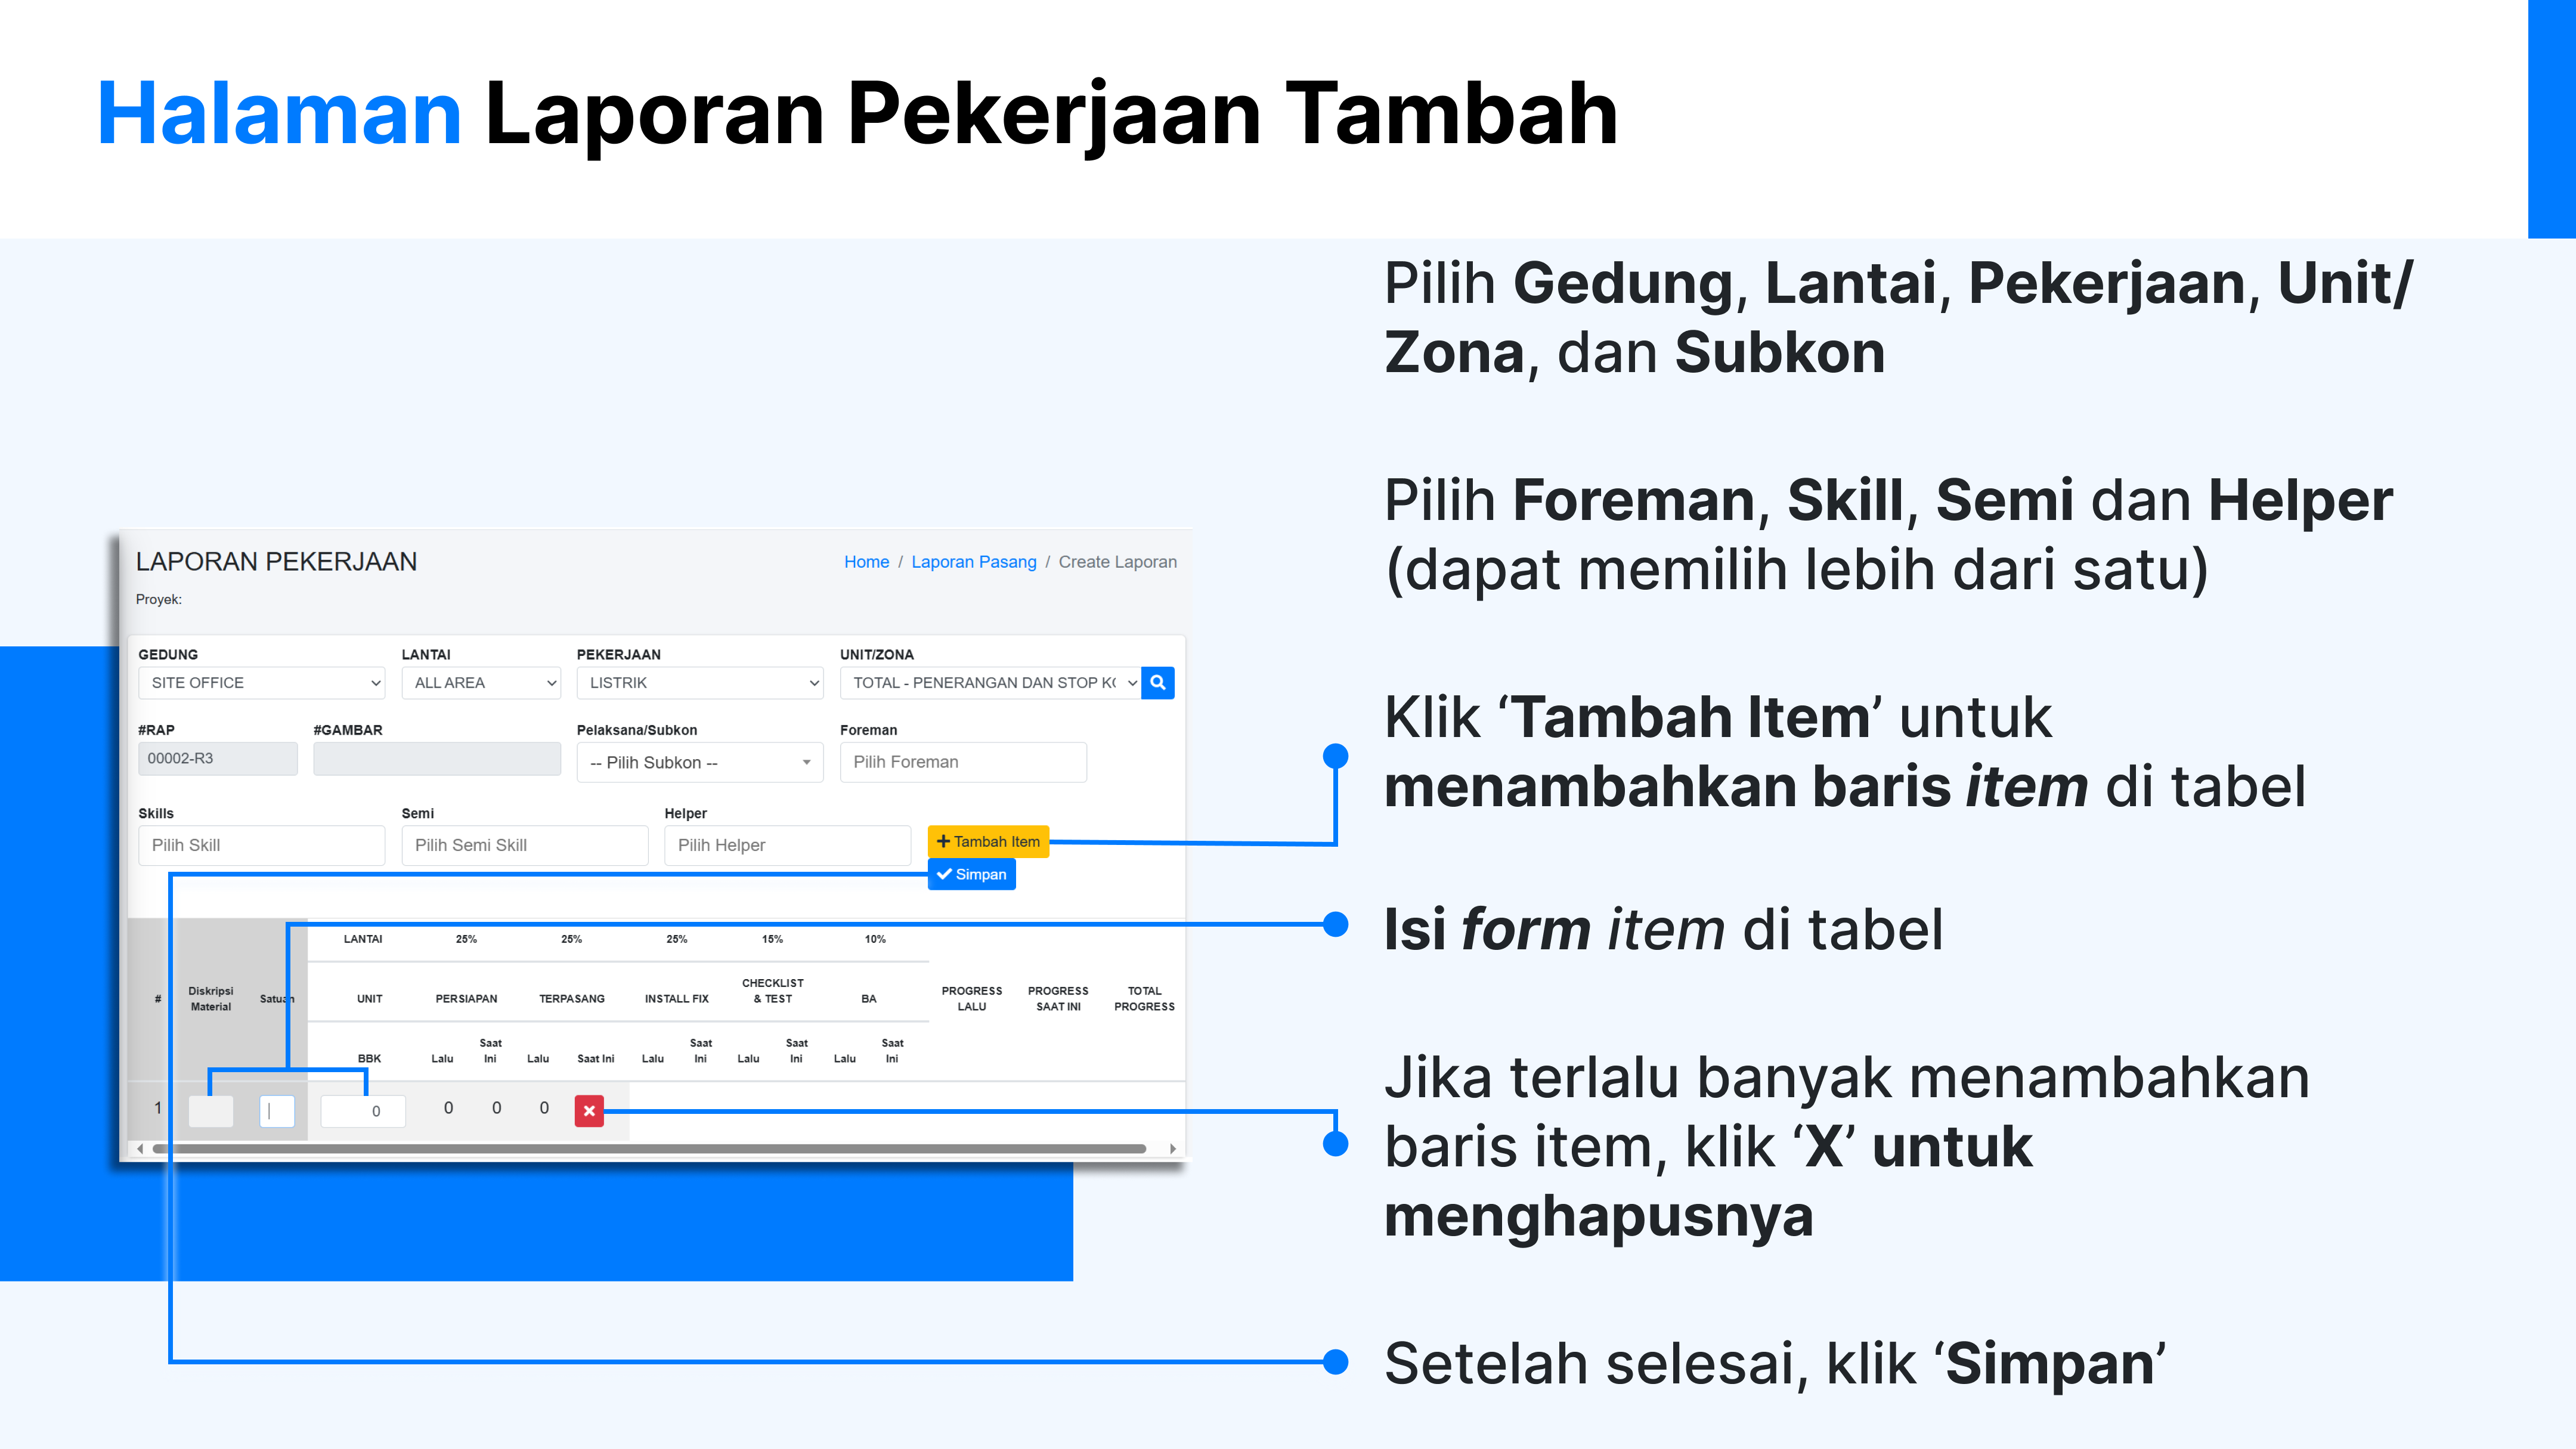 Halaman Laporan Pekerjaan Tambah
Pilih Gedung, Lantai, Pekerjaan, Unit/
Zona, dan Subkon
Pilih Foreman, Skill, Semi dan Helper
(dapat memilih lebih dari satu)
Klik ‘Tambah Item’ untuk
menambahkan baris item di tabel
Isi form item di tabel
Jika terlalu banyak menambahkan
baris item, klik ‘X’ untuk
menghapusnya
Setelah selesai, klik ‘Simpan’
LAPORAN PEKERJAAN
Home / Laporan Pasang / Create Laporan
Proyek:
GEDUNG LANTAI PEKERJAAN UNIT/ZONA
SITE OFFICE ALL AREA LISTRIK TOTAL - PENERANGAN DAN STOP
#RAP #GAMBAR Pelaksana/Subkon Foreman
00002-R3 -- Pilih Subkon -- Pilih Foreman
Skills Semi Helper
Pilih Skill Pilih Semi Skill Pilih Helper
Tambah Item
Simpan
LANTAI 25% 25% 25% 15% 10%
# Diskripsi Material Satuan UNIT PERSIAPAN TERPASANG INSTALL FIX CHECKLIST & TEST BA PROGRESS LALU PROGRESS SAAT INI TOTAL PROGRESS
BBK Lalu Saat Ini Lalu Saat Ini Lalu Saat Ini Lalu Saat Ini Lalu Saat Ini
1 0 0 0 0